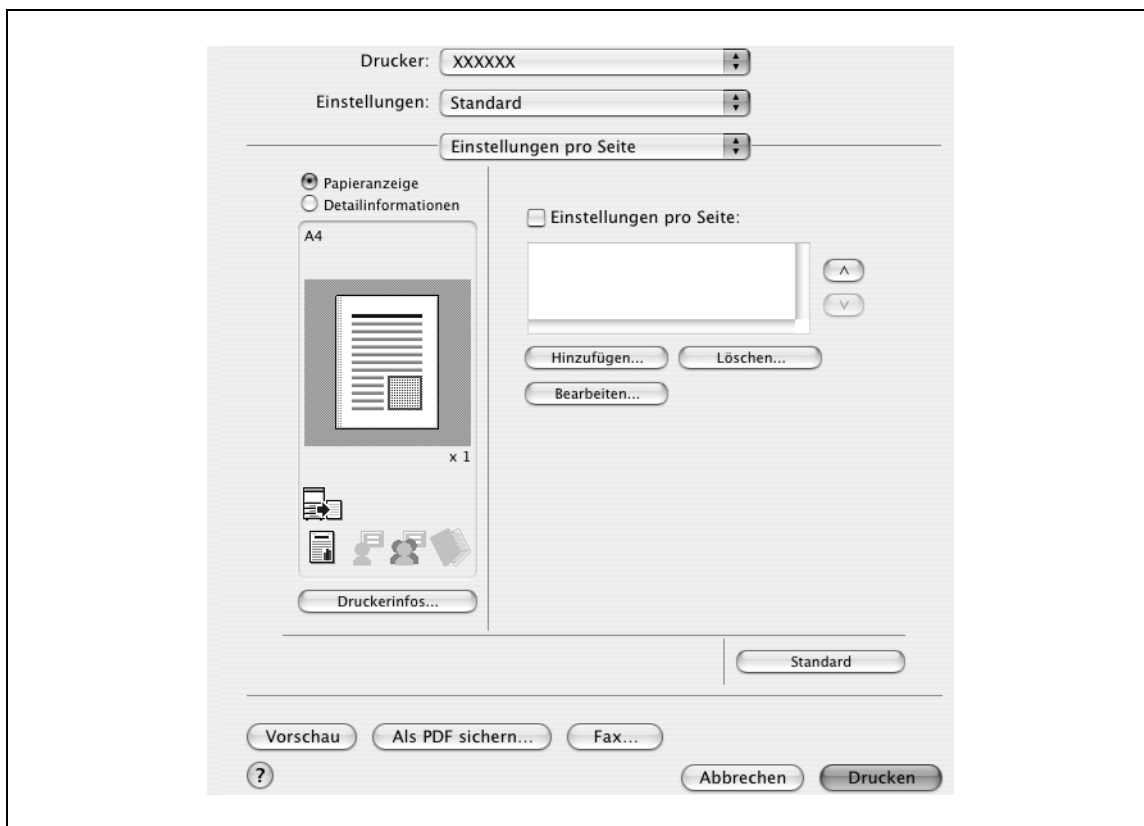 Drucker: XXXXXX
Einstellungen: Standard
Einstellungen pro Seite
Papieranzeige
Detailinformationen
A4
x 1
Druckerinfos...
Einstellungen pro Seite:
Hinzufügen... Löschen...
Bearbeiten...
Standard
Vorschau Als PDF sichern... Fax...
? Abbrechen Drucken